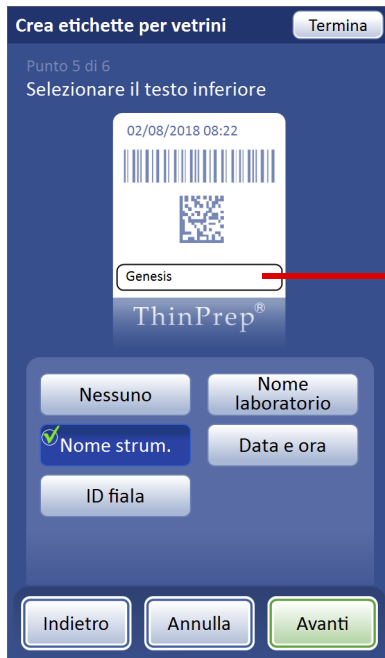 Crea etichette per vetrini
Termina
Punto 5 di 6
Selezionare il testo inferiore
02/08/2018 08:22
Genesis
ThinPrep®
Nessuno
Nome
laboratorio
Nome strum.
Data e ora
ID fiala
Indietro
Annulla
Avanti